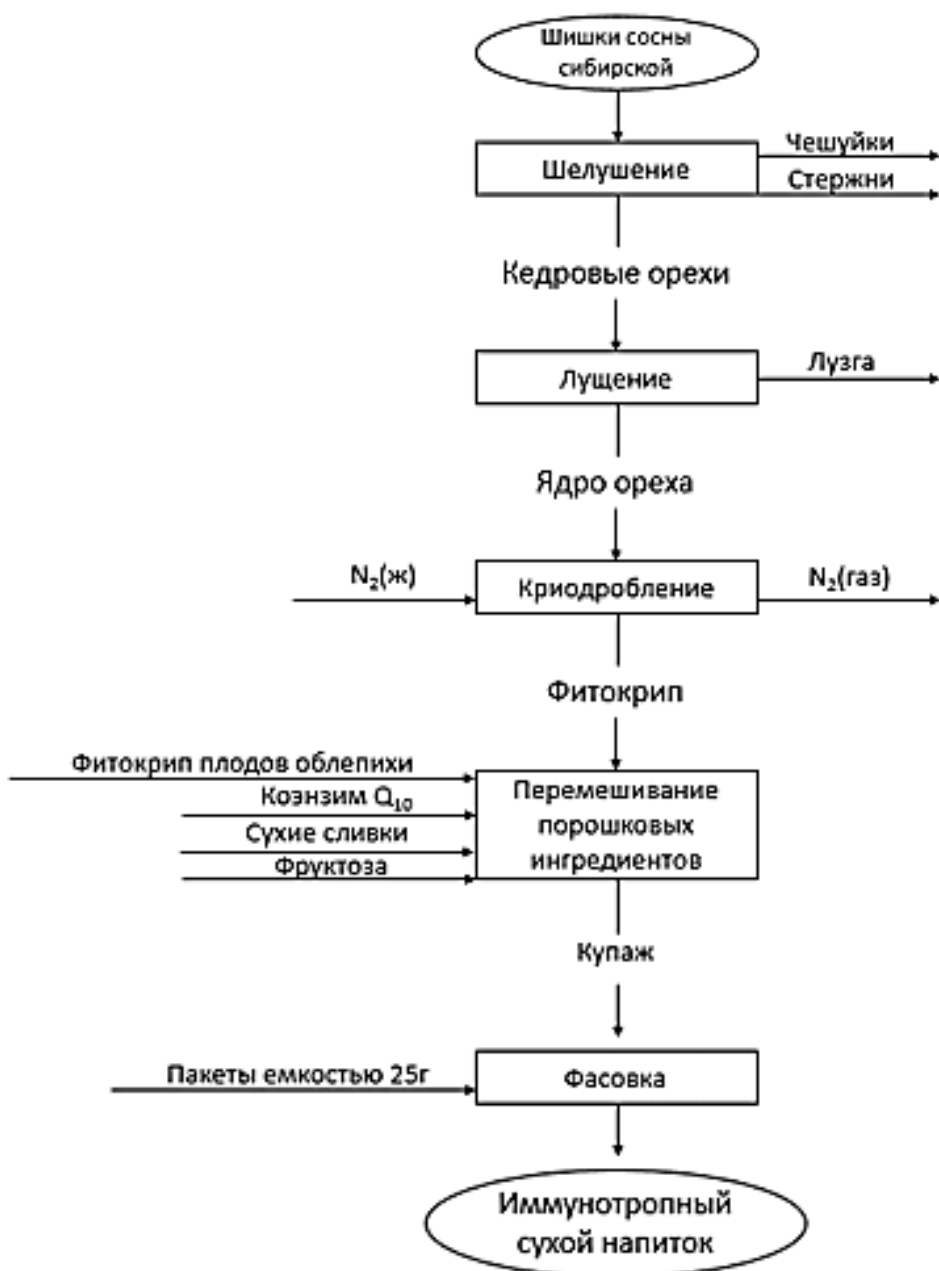 Шишки сосны
сибирской
Чешуйки
Шелушение
Стержни
Кедровые орехи
Лузга
Лущение
Ядро ореха
N₂(ж)
Криодробление
N₂(газ)
Фитокрип
Фитокрип плодов облепихи
Коэнзим Q₁₀
Сухие сливки
Фруктоза
Перемешивание
порошковых
ингредиентов
Купаж
Пакеты емкостью 25г
Фасовка
Иммунотропный
сухой напиток